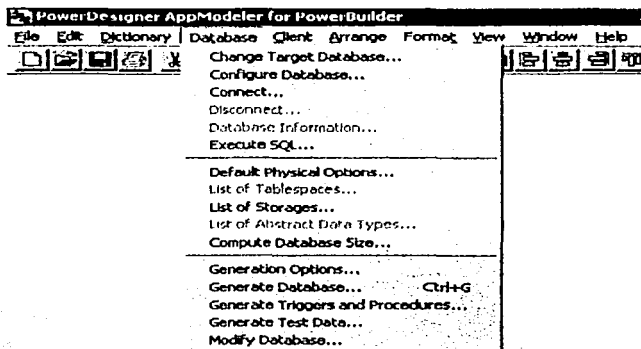 PowerDesigner AppModeler for PowerBuilder
File Edit Dictionary Database Client Arrange Format View Window Help
Change Target Database...
Configure Database...
Connect...
Disconnect...
Database Information...
Execute SQL...
Default Physical Options...
List of Tablespaces...
List of Storages...
List of Abstract Data Types...
Compute Database Size...
Generation Options...
Generate Database... Ctrl+G
Generate Triggers and Procedures...
Generate Test Data...
Modify Database...